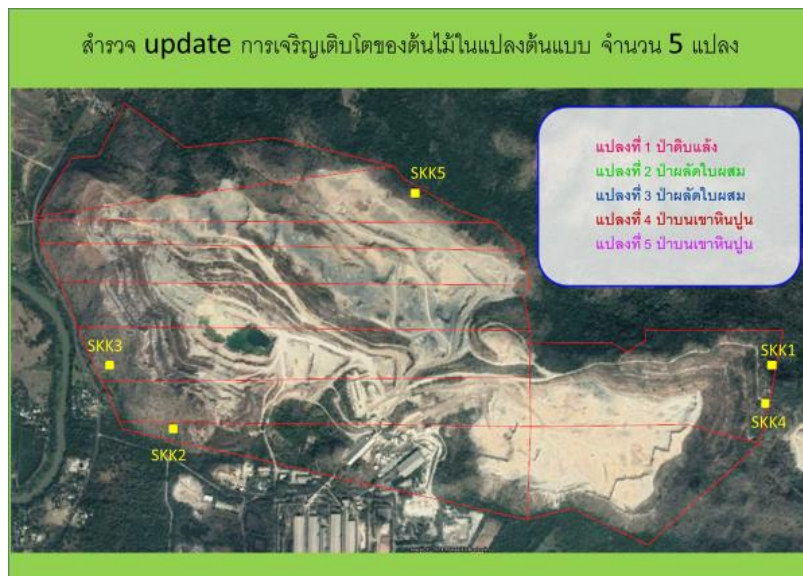 สำรวจ update การเจริญเติบโตของต้นไม้ในแปลงต้นแบบ จำนวน 5 แปลง
แปลงที่ 1 ป่าดิบแล้ง
แปลงที่ 2 ป่าผลัดใบผสม
แปลงที่ 3 ป่าผลัดใบผสม
แปลงที่ 4 ป่าบนเขาหินปูน
แปลงที่ 5 ป่าบนเขาหินปูน
SKK5
SKK3
SKK1
SKK4
SKK2